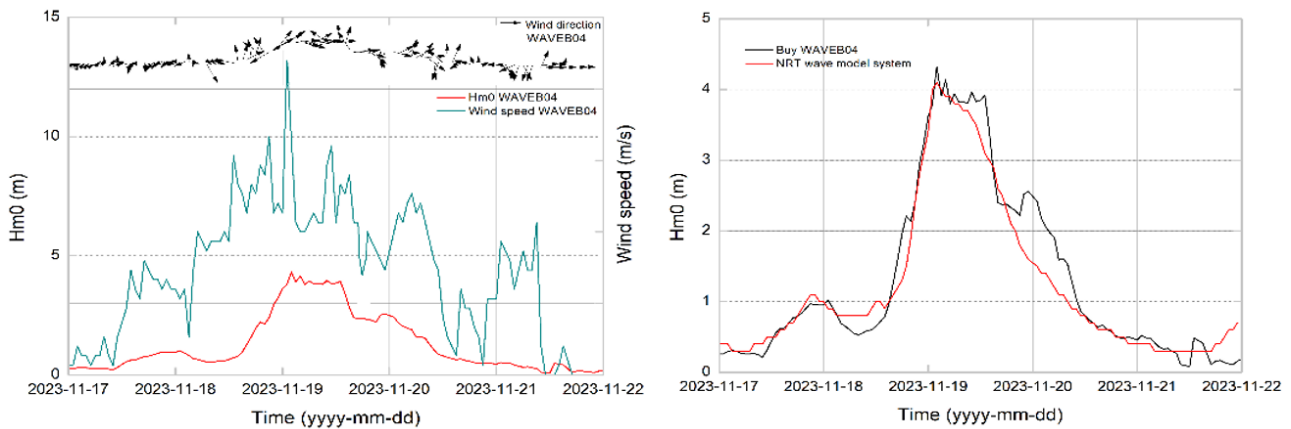 15
10
5
0
Hm0 (m)
Wind direction
WAVEB04
Hm0 WAVEB04
Wind speed WAVEB04
Wind speed (m/s)
2023-11-17 2023-11-18 2023-11-19 2023-11-20 2023-11-21 2023-11-22
Time (yyyy-mm-dd)
5
4
3
2
1
0
Hm0 (m)
Buy WAVEB04
NRT wave model system
2023-11-17 2023-11-18 2023-11-19 2023-11-20 2023-11-21 2023-11-22
Time (yyyy-mm-dd)